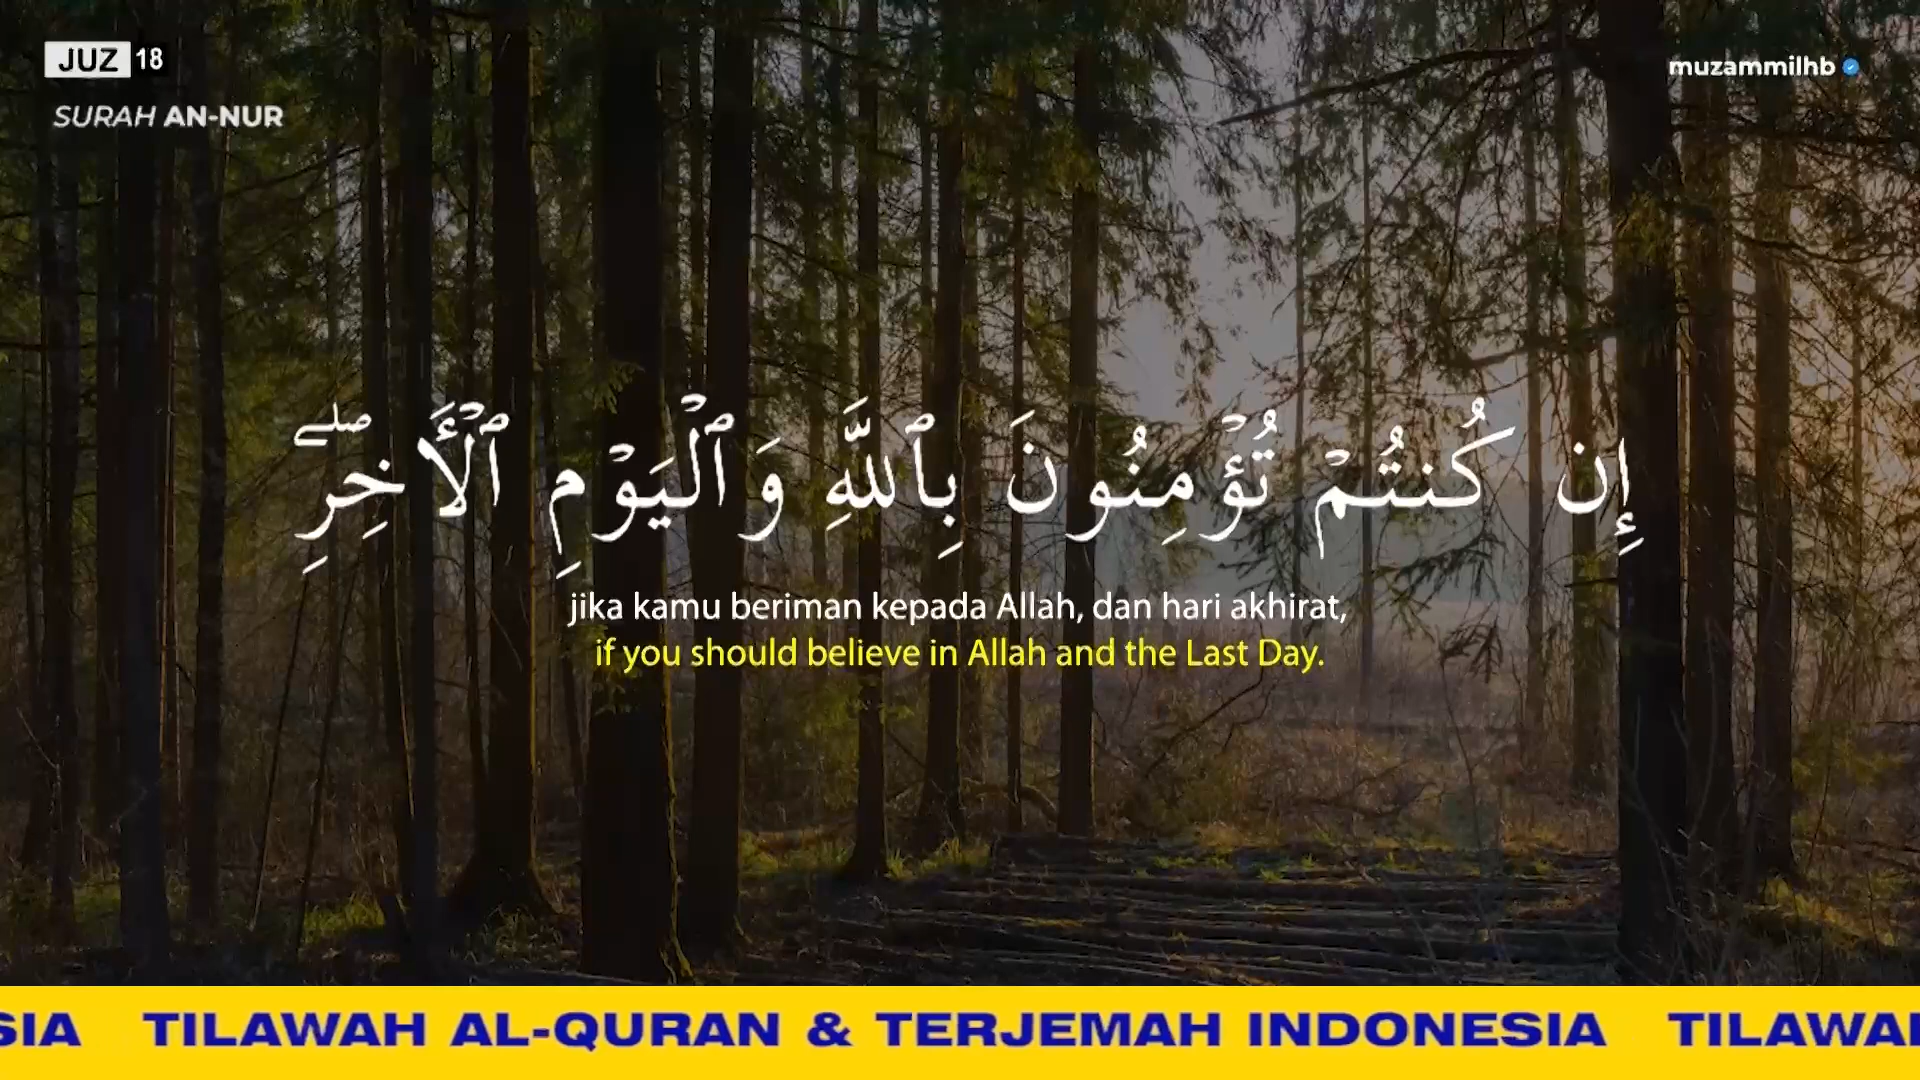 JUZ 18
muzammilhb
SURAH AN-NUR
إِن كُنتُمْ تُؤْمِنُونَ بِٱللَّهِ وَٱلْيَوْمِ ٱلْأَخِرِ ۖ
jika kamu beriman kepada Allah, dan hari akhirat,
if you should believe in Allah and the Last Day.
SIA TILAWAH AL-QURAN & TERJEMAH INDONESIA TILAWA